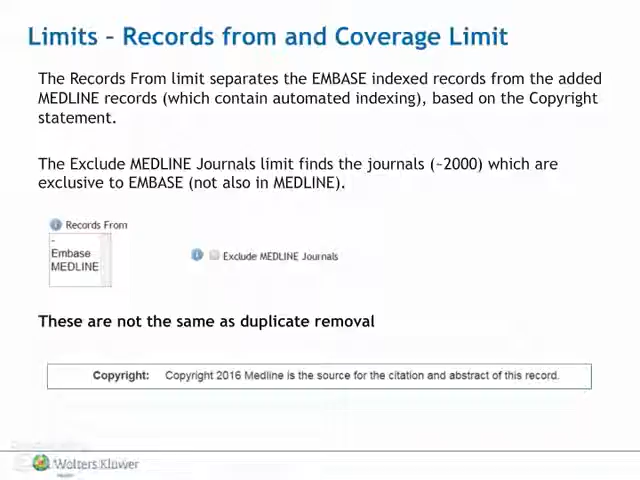 Limits – Records from and Coverage Limit
The Records From limit separates the EMBASE indexed records from the added
MEDLINE records (which contain automated indexing), based on the Copyright
statement.
The Exclude MEDLINE Journals limit finds the journals (~2000) which are
exclusive to EMBASE (not also in MEDLINE).
Records From
-
Embase
MEDLINE
Exclude MEDLINE Journals
These are not the same as duplicate removal
Copyright: Copyright 2016 Medline is the source for the citation and abstract of this record.
Wolters Kluwer